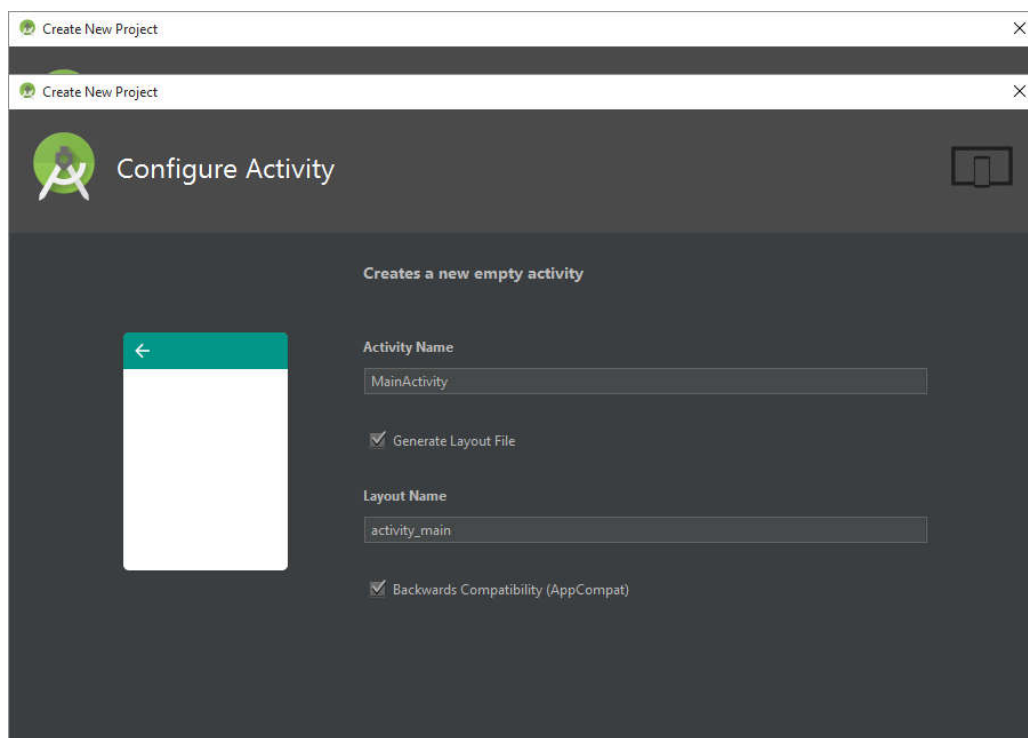 Create New Project
Create New Project
Configure Activity
Creates a new empty activity
Activity Name
MainActivity
Generate Layout File
Layout Name
activity_main
Backwards Compatibility (AppCompat)